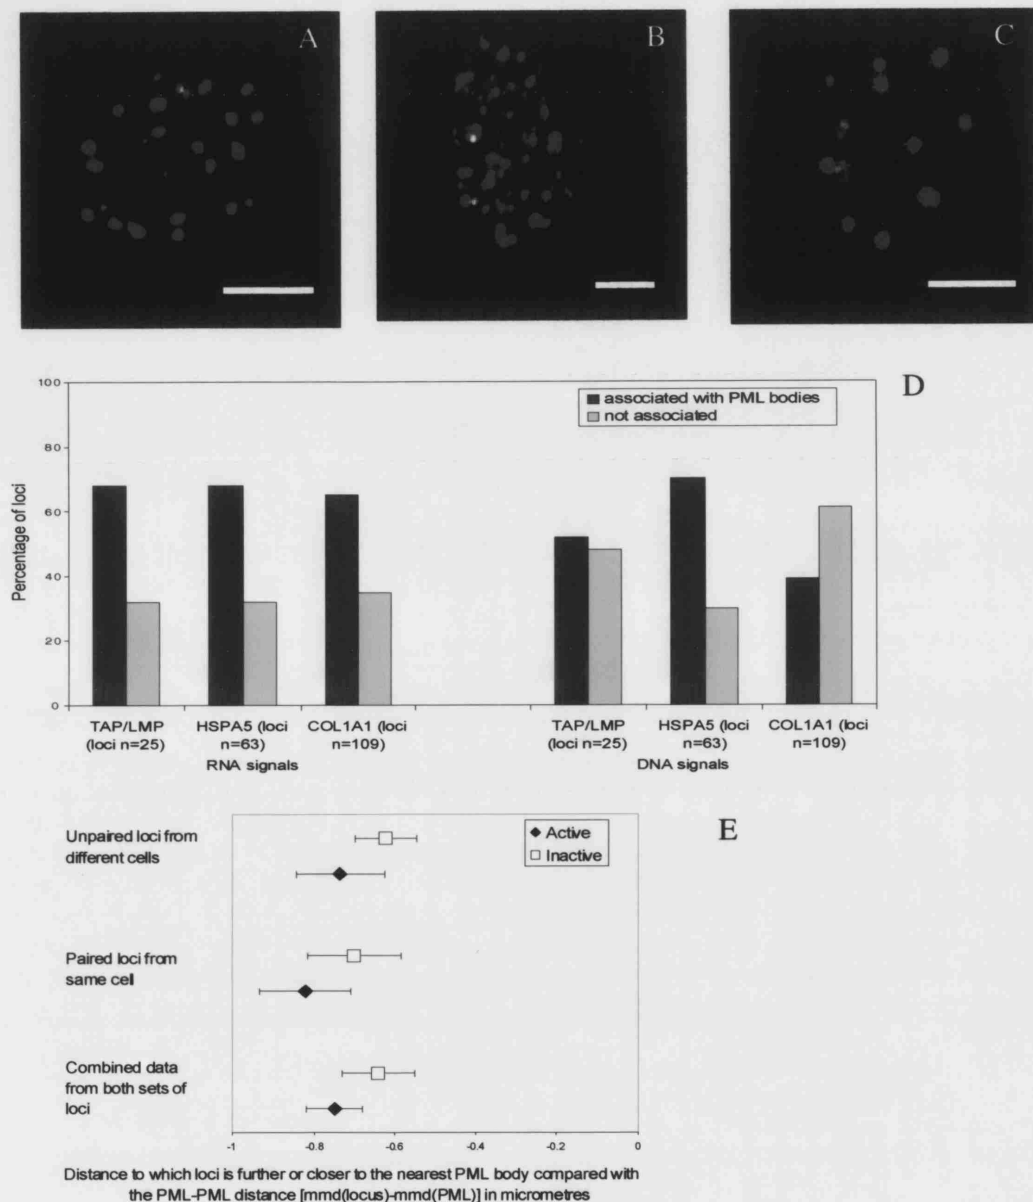 A
B
C
D
100
80
60
40
20
0
Percentage of loci
associated with PML bodies
not associated
TAP/LMP
(loci n=25)
HSPA5 (loci
n=63)
COL1A1 (loci
n=109)
TAP/LMP
(loci n=25)
HSPA5 (loci
n=63)
COL1A1 (loci
n=109)
RNA signals
DNA signals
E
Active
Inactive
Unpaired loci from
different cells
Paired loci from
same cell
Combined data
from both sets of
loci
-1
-0.8
-0.6
-0.4
-0.2
0
Distance to which loci is further or closer to the nearest PML body compared with
the PML-PML distance [mmd(locus)-mmd(PML)] in micrometres